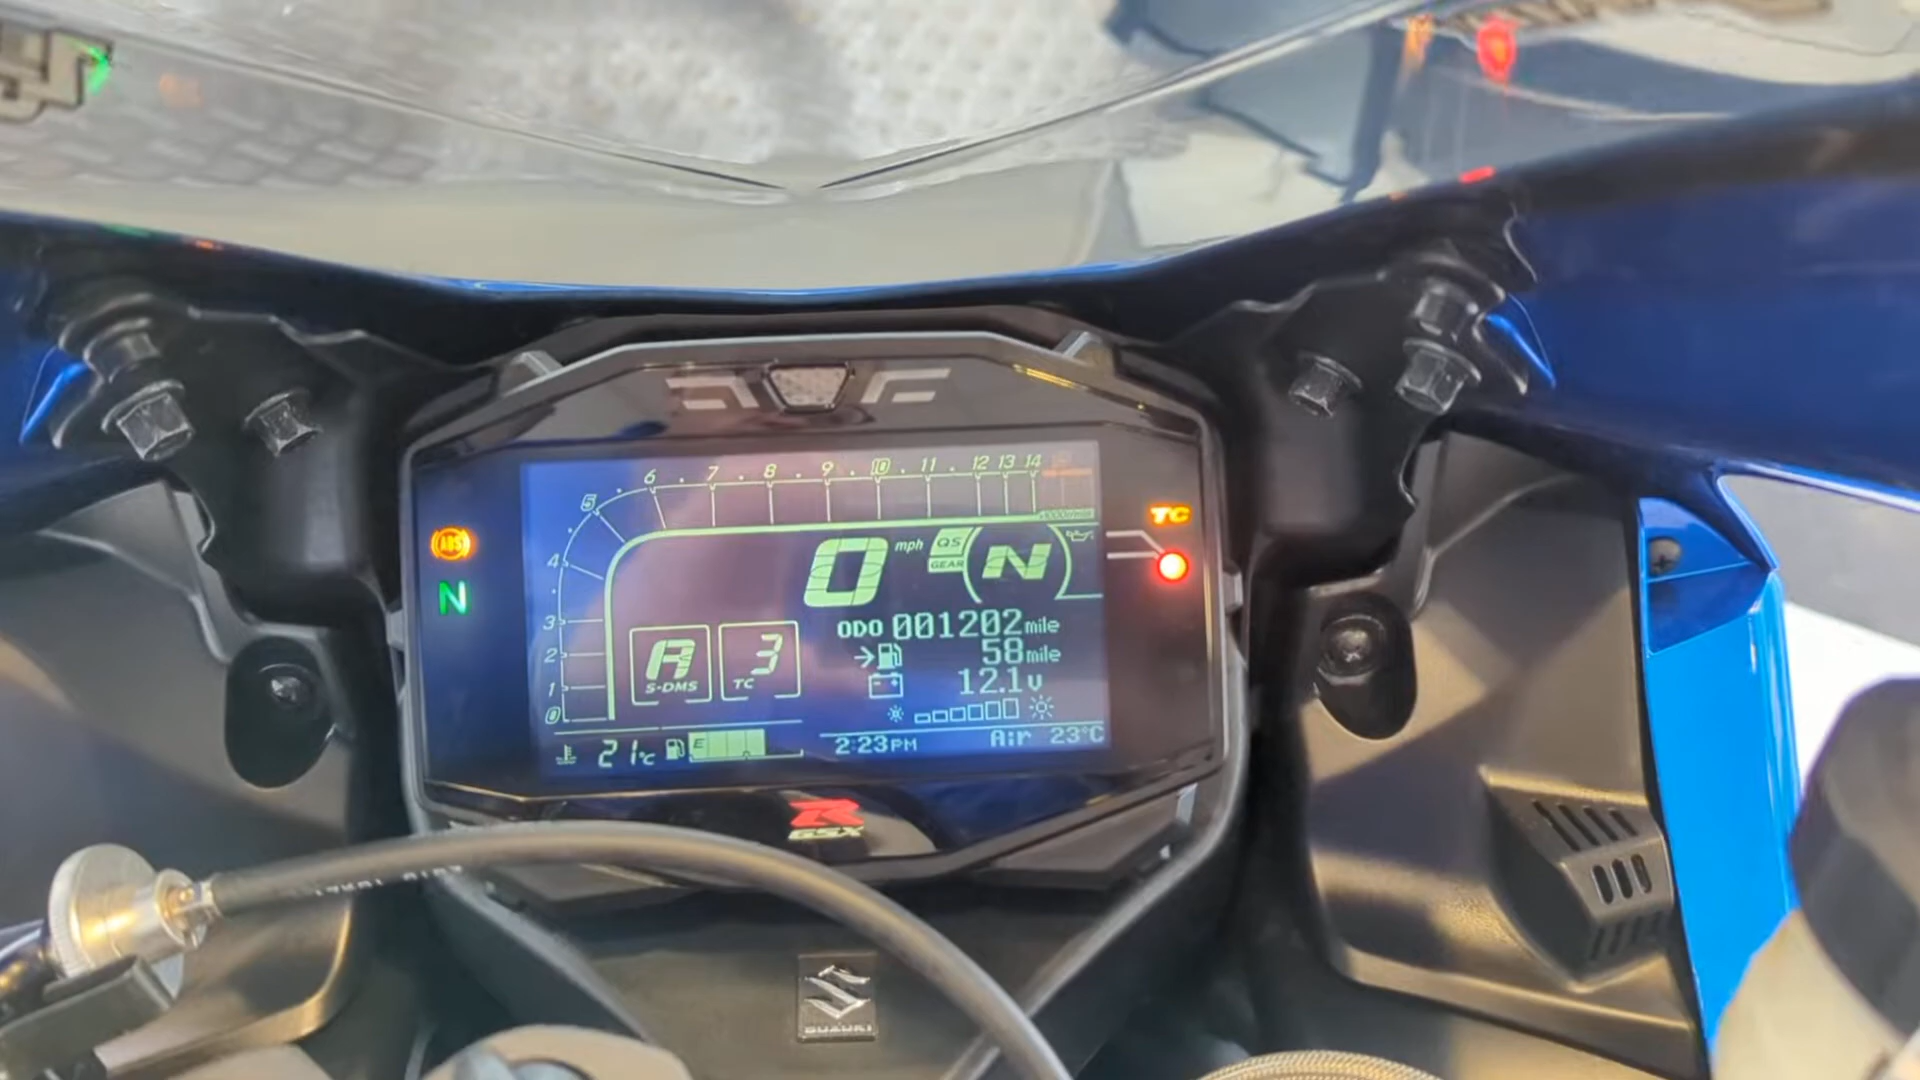 5 6 7 8 9 10 11 12 13 14
x1000r/min
TC
ABS
0 mph QS N
GEAR
4
N
3
ODO 001202 mile
A 3
2 58 mile
S-DMS TC
12.1 V
1
0
2:23 PM Air 23°C
21°C E
R
GSX
SUZUKI